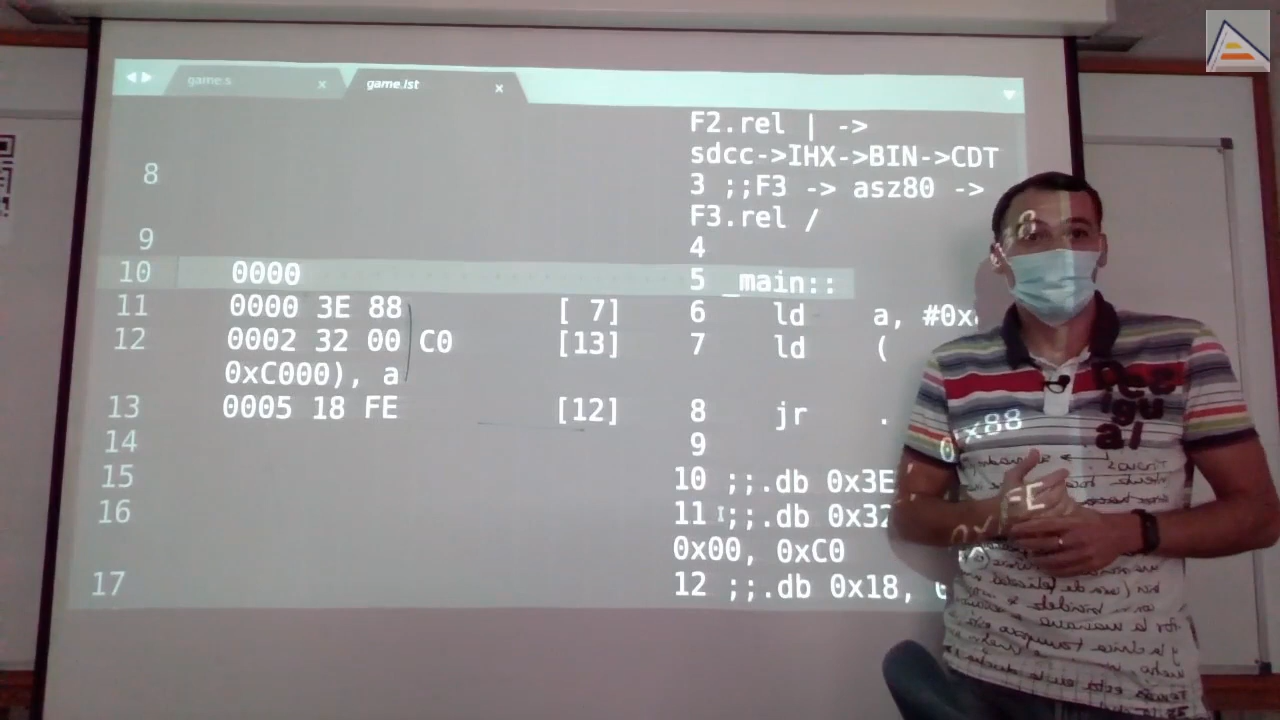 game.s x game.lst x
F2.rel | ->
8 sdcc->IHX->BIN->CDT
3 ;;F3 -> asz80 ->
F3.rel /
9 4
10 0000 5 _main::
11 0000 3E 88 [ 7] 6 ld a, #0x
12 0002 32 00 C0 [13] 7 ld (
0xC000), a
13 0005 18 FE [12] 8 jr .
14 9
15 10 ;;.db 0x3E, 0x88
16 11 ;;.db 0x32,
0x00, 0xC0
17 12 ;;.db 0x18,
Desigual